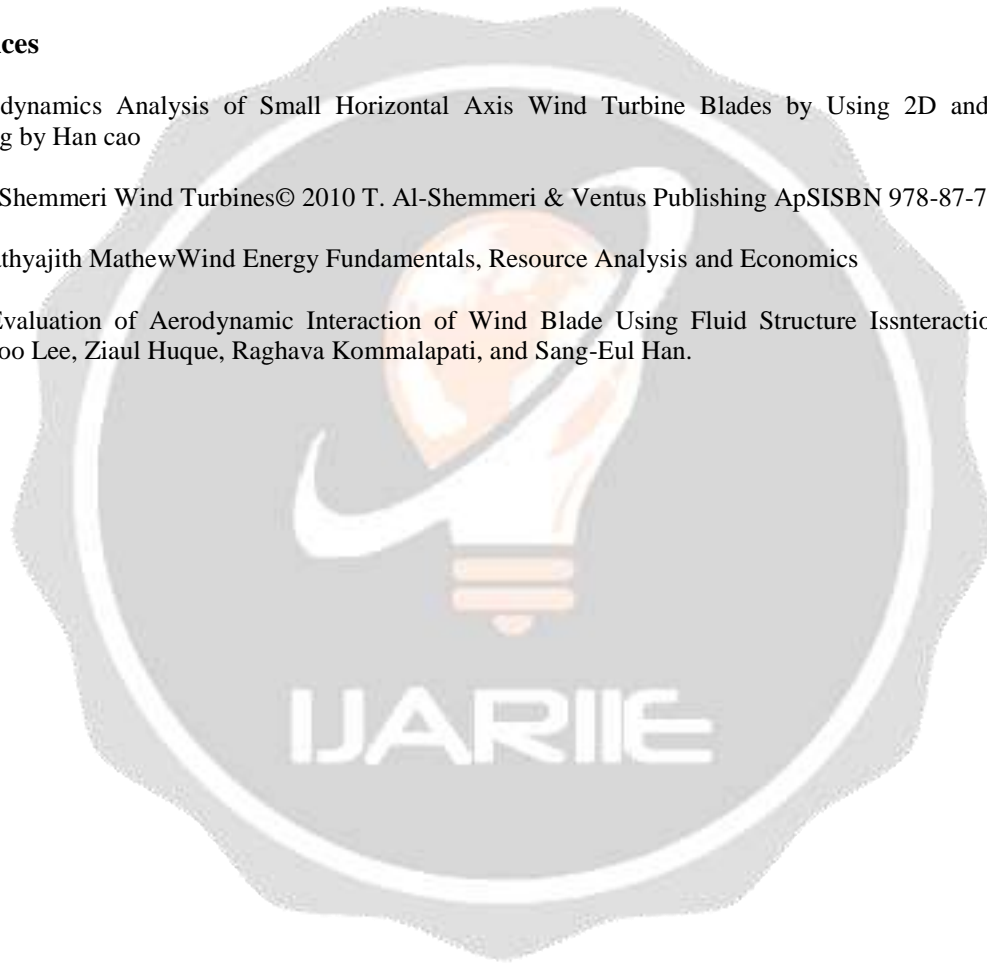 ces
dynamics Analysis of Small Horizontal Axis Wind Turbine Blades by Using 2D and
g by Han cao
Shemmeri Wind Turbines© 2010 T. Al-Shemmeri & Ventus Publishing ApSISBN 978-87-7
thyajith MathewWind Energy Fundamentals, Resource Analysis and Economics
Evaluation of Aerodynamic Interaction of Wind Blade Using Fluid Structure Issnteractio
oo Lee, Ziaul Huque, Raghava Kommalapati, and Sang-Eul Han.
IJARIIE